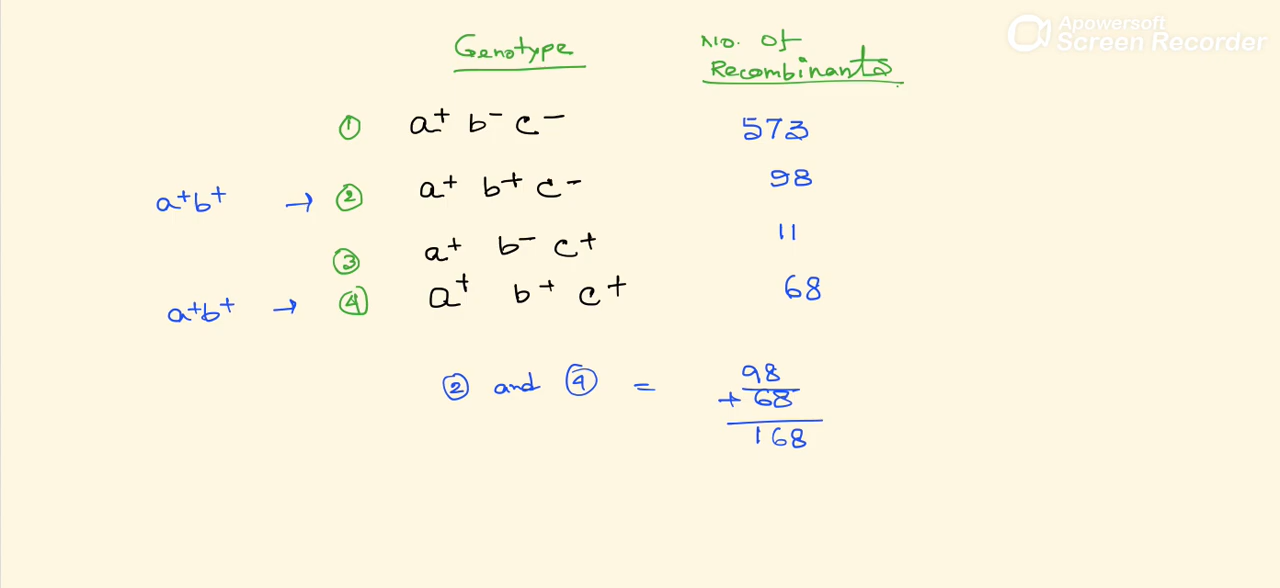 Apowersoft
Screen Recorder
Genotype No. of
Recombinants
① a+ b- c- 573
a+b+ → ② a+ b+ c- 98
③ a+ b- c+ 11
a+b+ → ④ a+ b+ c+ 68
② and ④ = 98
+ 68
168